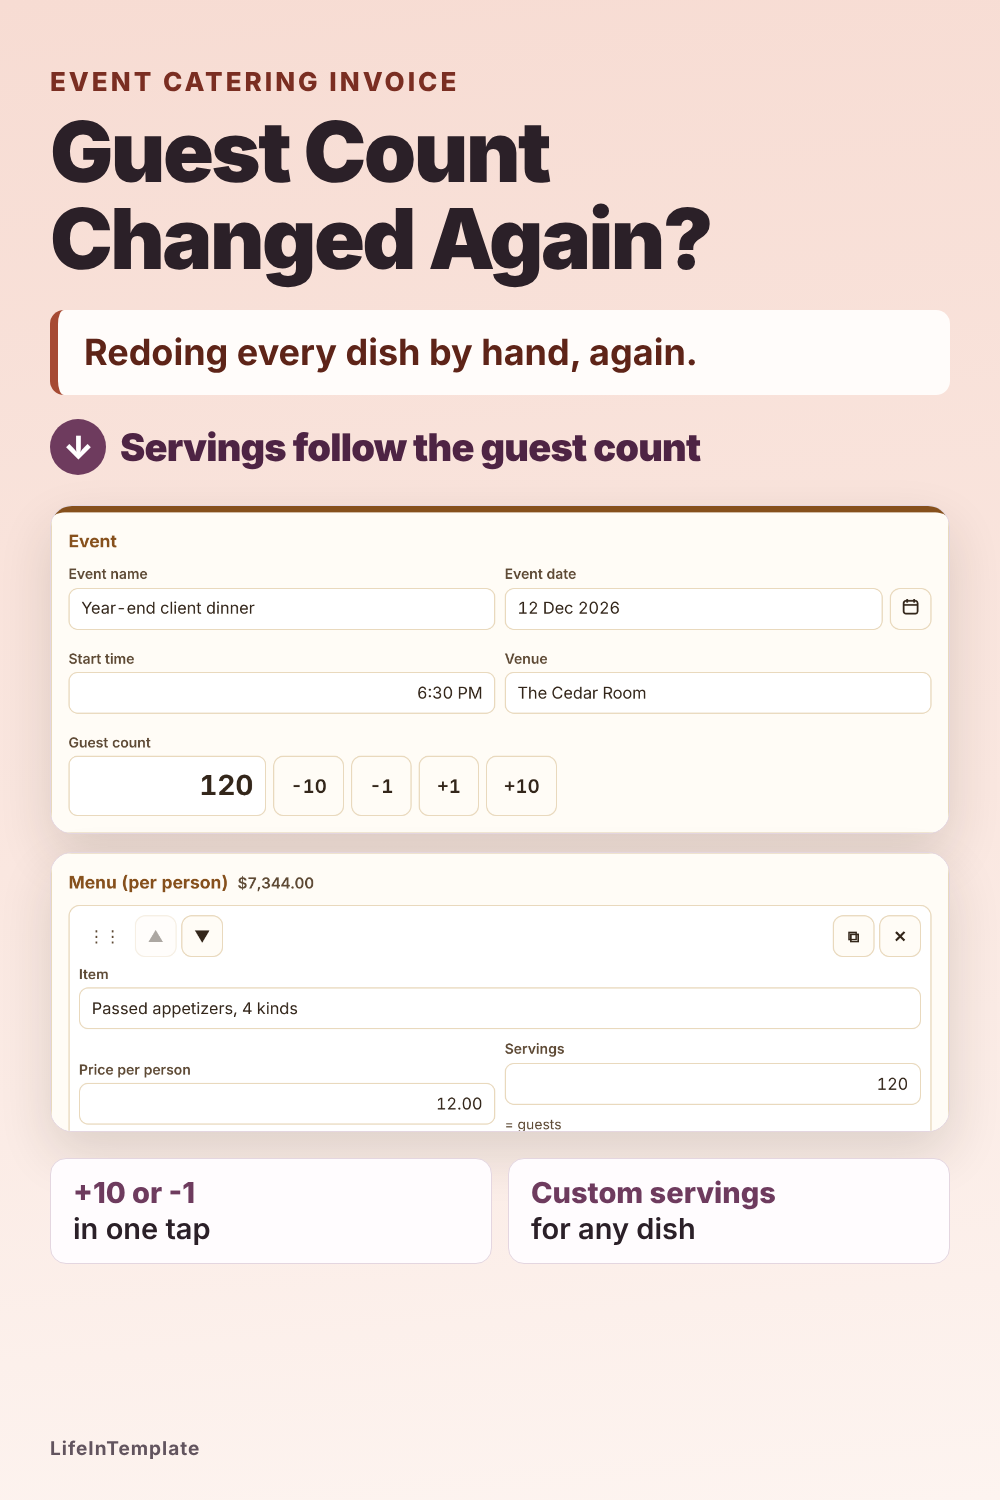 EVENT CATERING INVOICE
Guest Count
Changed Again?
Redoing every dish by hand, again.
Servings follow the guest count
Event
Event name
Event date
Year-end client dinner
12 Dec 2026
Start time
Venue
6:30 PM
The Cedar Room
Guest count
120
-10
-1
+1
+10
Menu (per person) $7,344.00
Item
Passed appetizers, 4 kinds
Price per person
Servings
12.00
120
= guests
+10 or -1
in one tap
Custom servings
for any dish
LifeInTemplate